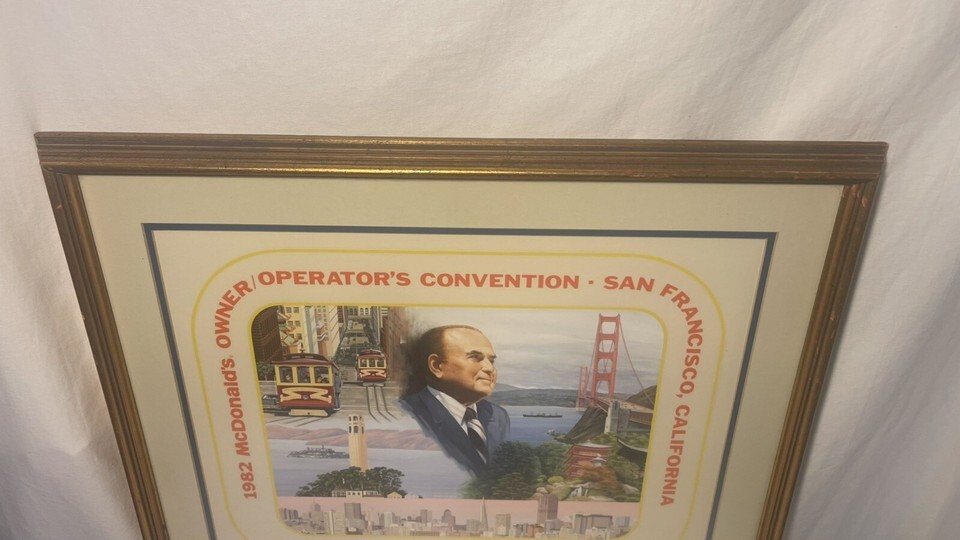 1982 McDonald's OWNER/OPERATOR'S CONVENTION · SAN FRANCISCO, CALIFORNIA